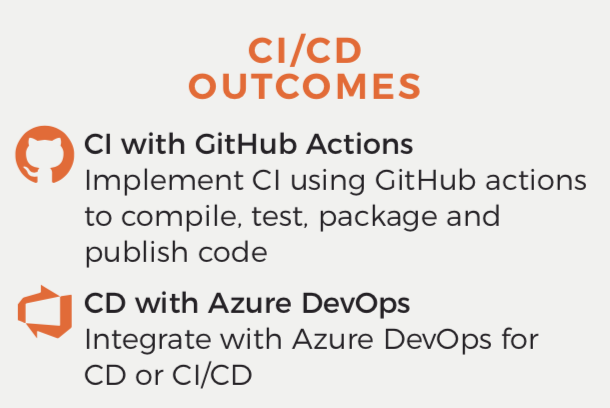 CI/CD
OUTCOMES
CI with GitHub Actions
Implement CI using GitHub actions
to compile, test, package and
publish code
CD with Azure DevOps
Integrate with Azure DevOps for
CD or CI/CD